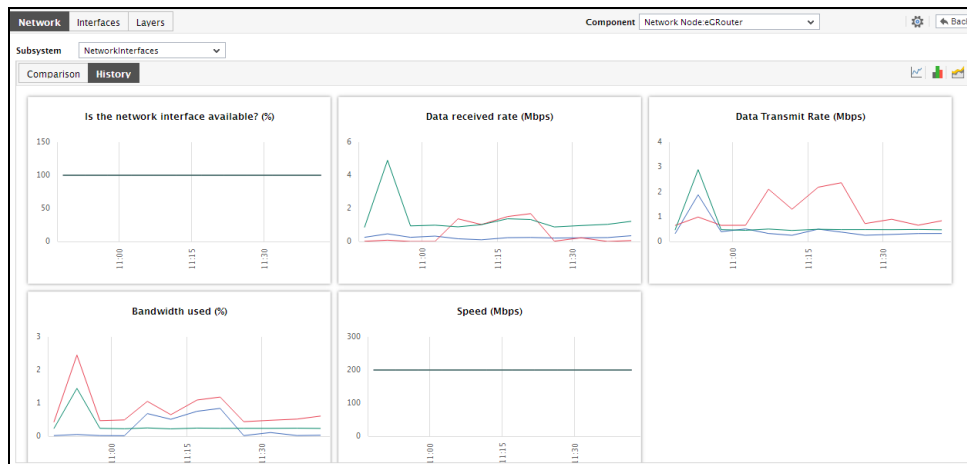 Network Interfaces Layers Component Network Node:eGRouter Back
Subsystem NetworkInterfaces
Comparison History
Is the network interface available? (%)
150
100
50
0
11:00 11:15 11:30
Data received rate (Mbps)
6
4
2
0
11:00 11:15 11:30
Data Transmit Rate (Mbps)
4
3
2
1
0
11:00 11:15 11:30
Bandwidth used (%)
3
2
1
0
11:00 11:15 11:30
Speed (Mbps)
300
200
100
0
11:00 11:15 11:30